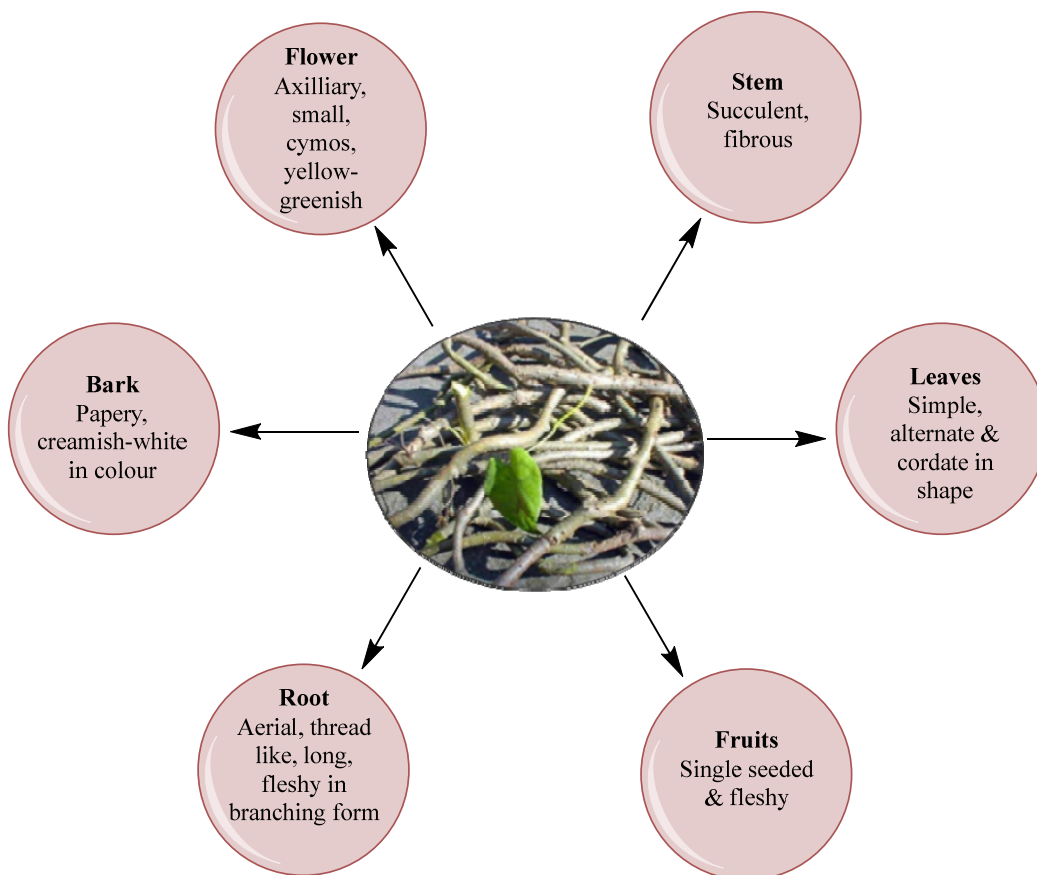 Flower
Axilliary,
small,
cymos,
yellow-
greenish
Stem
Succulent,
fibrous
Bark
Papery,
creamish-white
in colour
Leaves
Simple,
alternate &
cordate in
shape
Root
Aerial, thread
like, long,
fleshy in
branching form
Fruits
Single seeded
& fleshy